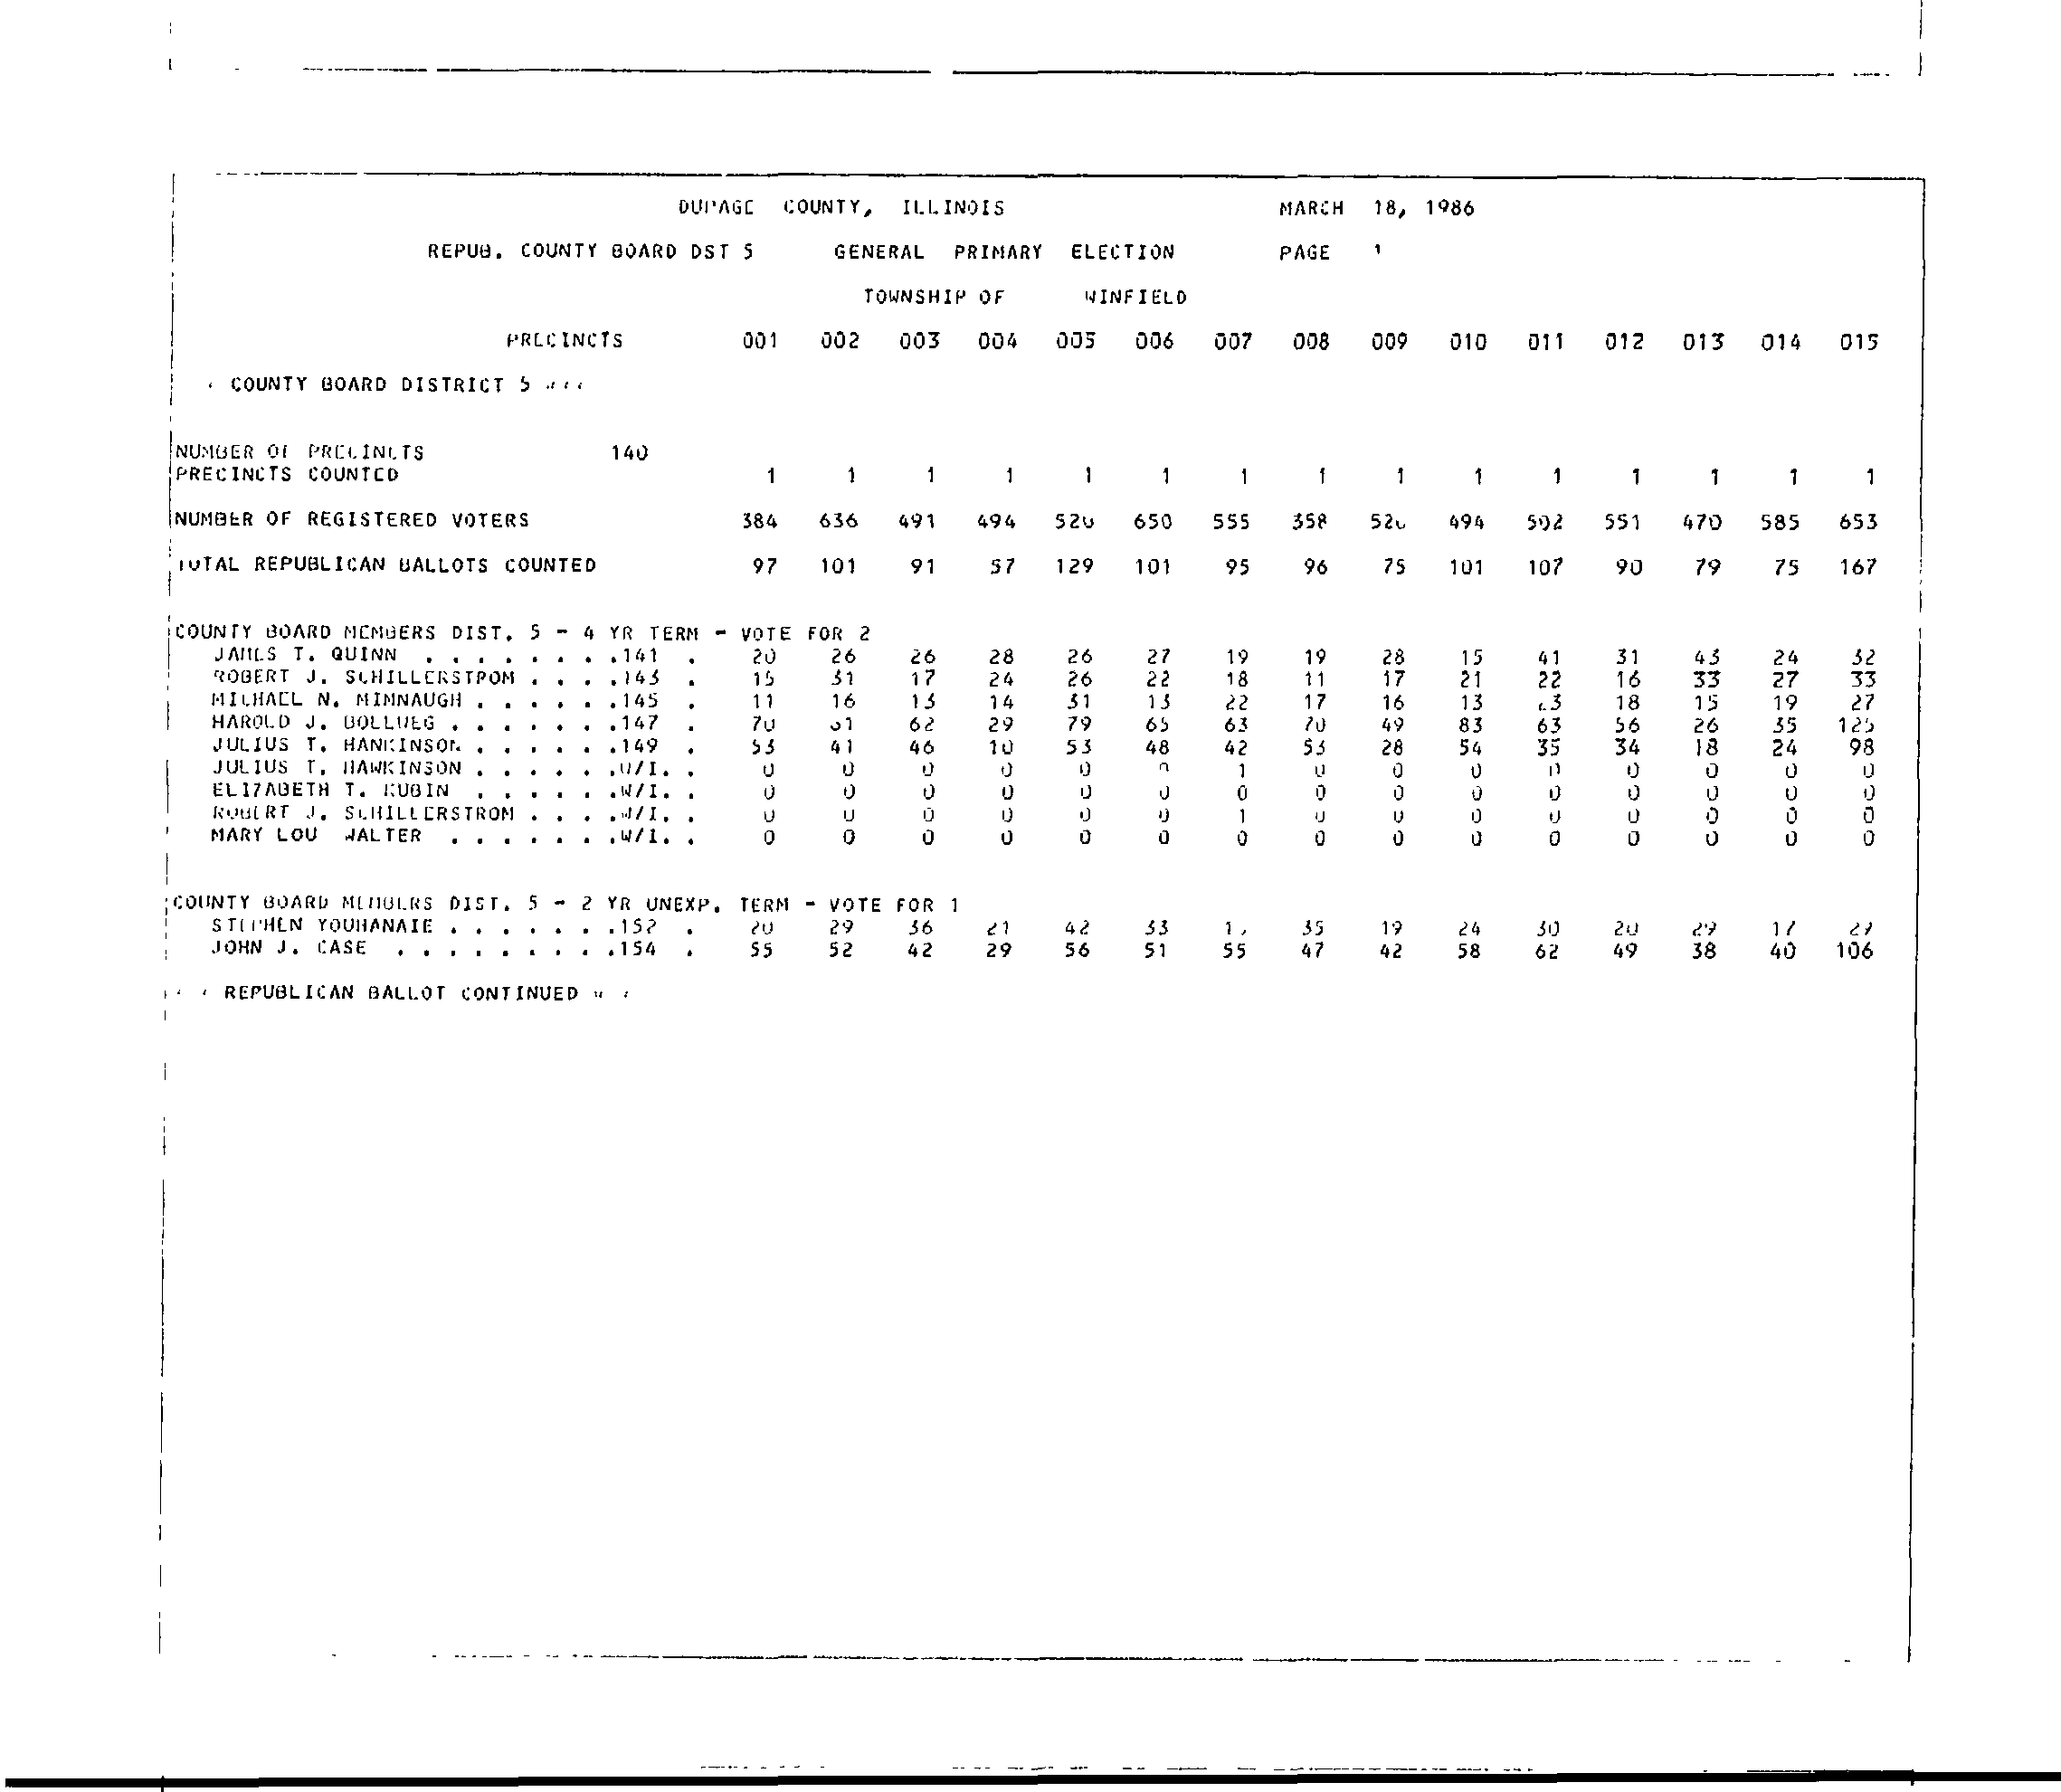 DUPAGE COUNTY, ILLINOIS MARCH 18, 1986
REPUB. COUNTY BOARD DST 5 GENERAL PRIMARY ELECTION PAGE 1
TOWNSHIP OF WINFIELD
PRECINCTS 001 002 003 004 005 006 007 008 009 010 011 012 013 014 015
COUNTY BOARD DISTRICT 5
NUMBER OF PRECINCTS 140
PRECINCTS COUNTED 1 1 1 1 1 1 1 1 1 1 1 1 1 1 1
NUMBER OF REGISTERED VOTERS 384 636 491 494 520 650 555 358 494 502 551 470 585 653
TOTAL REPUBLICAN BALLOTS COUNTED 97 101 91 57 129 101 95 96 75 101 107 90 79 75 167
COUNTY BOARD MEMBERS DIST. 5 - 4 YR TERM - VOTE FOR 2
JAMES T. QUINN . . . . . . . .141 . 20 26 26 28 26 27 19 19 28 15 41 31 43 24 32
ROBERT J. SCHILLERSTROM . . . .143 . 15 31 17 24 26 22 18 11 17 21 22 16 33 27 33
MICHAEL N. MINNAUGH . . . . . .145 . 11 16 13 14 31 13 22 17 16 13 18 15 19 27
HAROLD J. BOLLWEG . . . . . . .147 . 70 62 29 79 65 63 70 49 83 63 56 26 35 125
JULIUS T. HANKINSON . . . . . .149 . 53 41 46 10 53 48 42 53 28 54 35 34 18 24 98
JULIUS T. HAWKINSON . . . . . .W/I. . 0 0 0 0 0 0 1 0 0 0 0 0 0 0 0
ELIZABETH T. RUBIN . . . . . .W/I. . 0 0 0 0 0 0 0 0 0 0 0 0 0 0 0
ROBERT J. SCHILLERSTROM . . . .W/I. . 0 0 0 0 0 0 1 0 0 0 0 0 0 0 0
MARY LOU WALTER . . . . . . .W/I. . 0 0 0 0 0 0 0 0 0 0 0 0 0 0 0
COUNTY BOARD MEMBERS DIST. 5 - 2 YR UNEXP. TERM - VOTE FOR 1
STEPHEN YOUHANAIE . . . . . . .152 . 20 29 36 21 42 33 35 19 24 30 20 29 17 27
JOHN J. CASE . . . . . . . . .154 . 55 52 42 29 56 51 55 47 42 58 62 49 38 40 106
REPUBLICAN BALLOT CONTINUED